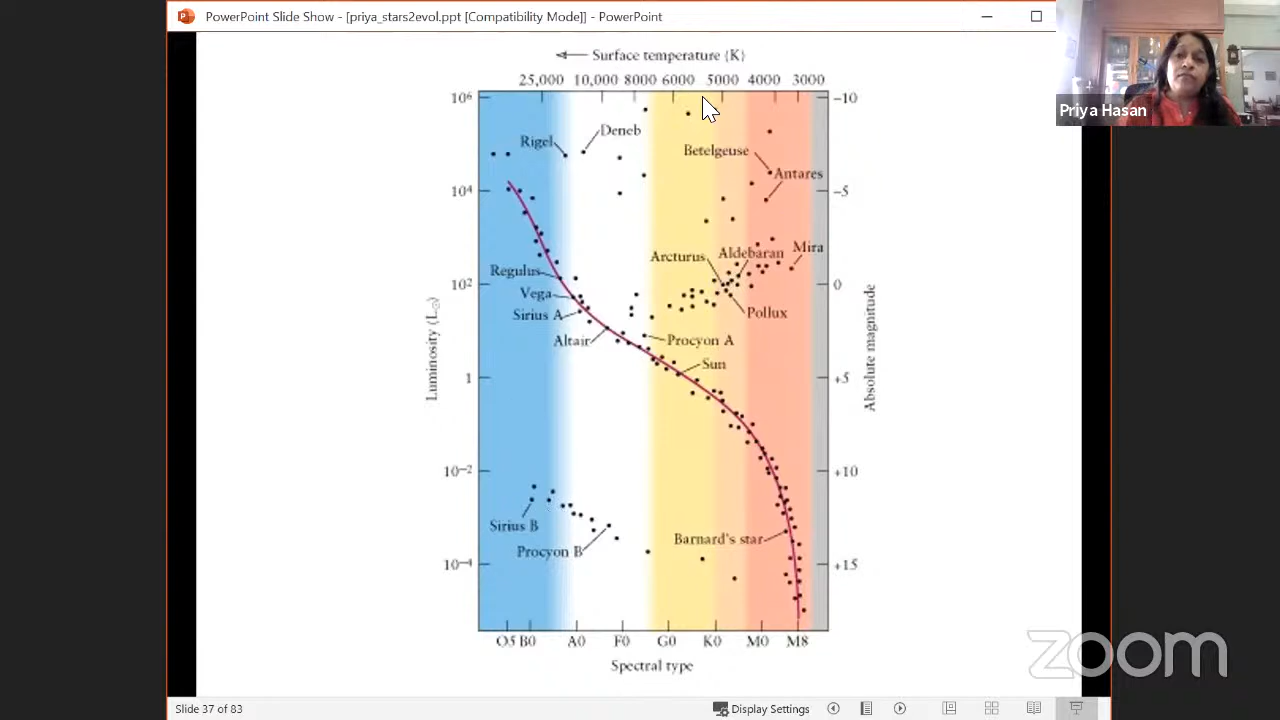 PowerPoint Slide Show - [priya_stars2evol.ppt [Compatibility Mode]] - PowerPoint
Priya Hasan
Surface temperature (K)
25,000 10,000 8000 6000 5000 4000 3000
10⁶ -10
Deneb
Rigel
Betelgeuse
Antares
10⁴ -5
Mira
Arcturus Aldebaran
Regulus
10² 0
Vega
Sirius A Pollux
Altair Procyon A
Sun
Luminosity (L☉)
Absolute magnitude
1 +5
10⁻² +10
Sirius B
Barnard's star
Procyon B
10⁻⁴ +15
O5 B0 A0 F0 G0 K0 M0 M8
Spectral type
zoom
Slide 37 of 83
Display Settings